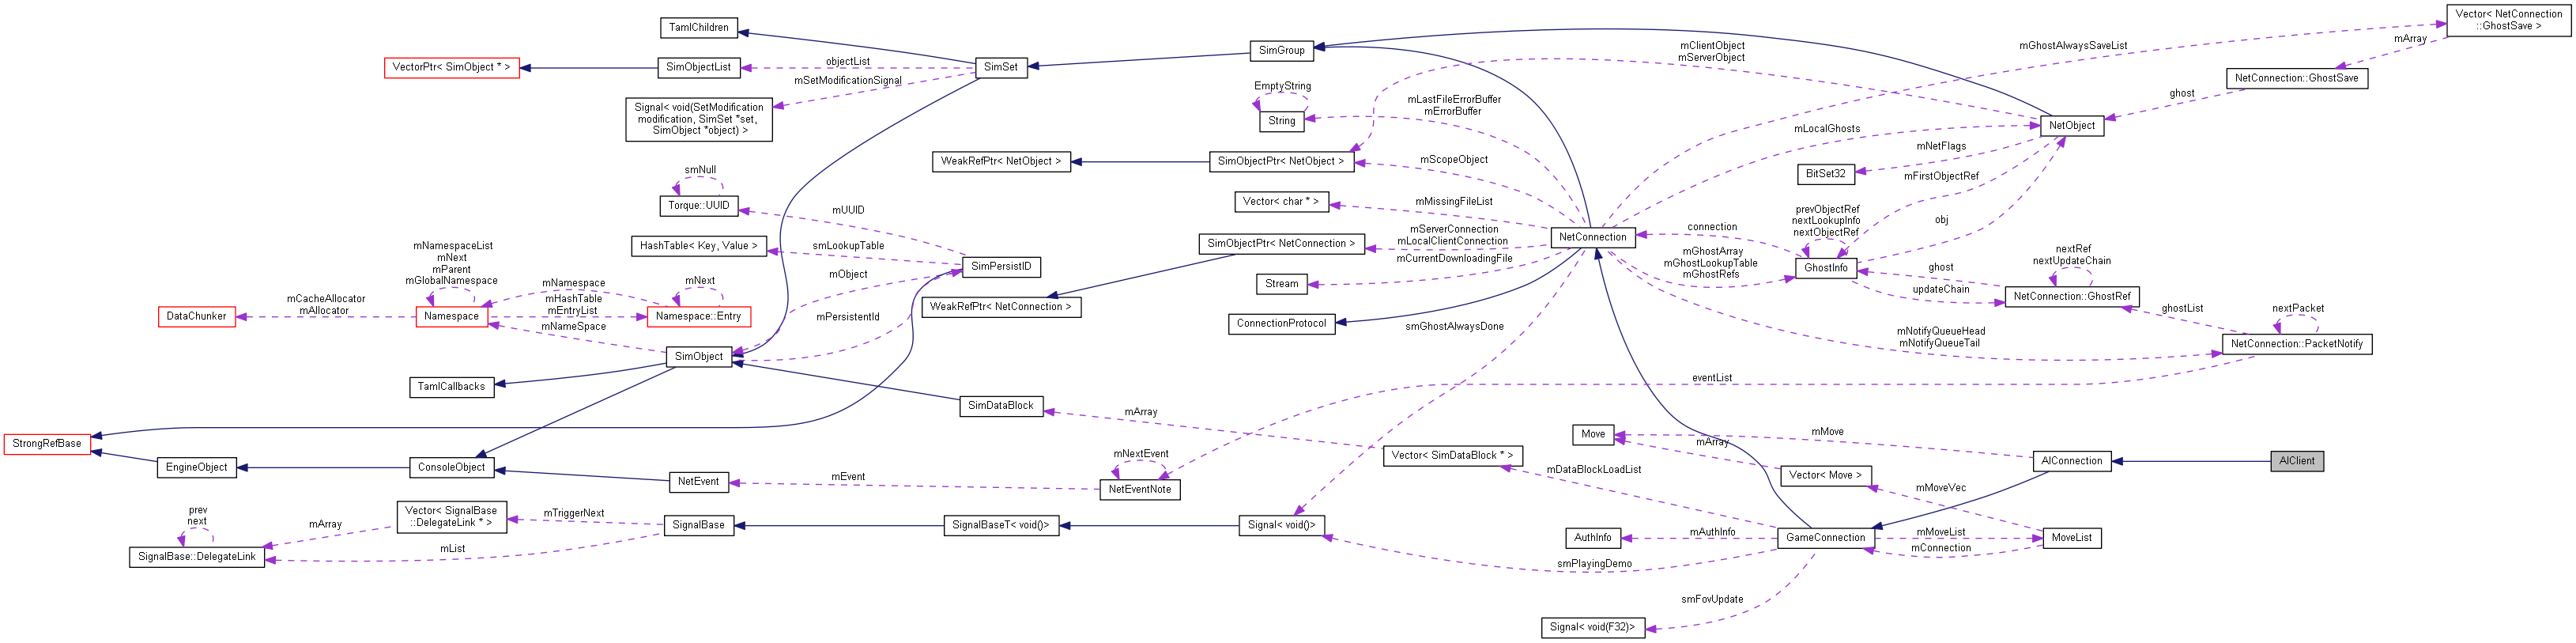 TamlChildren
VectorPtr< SimObject * >
SimObjectList
objectList
mSetModificationSignal
SimSet
SimGroup
Signal< void(SetModification
modification, SimSet *set,
SimObject *object) >
EmptyString
String
mLastFileErrorBuffer
mErrorBuffer
mClientObject
mServerObject
mGhostAlwaysSaveList
Vector< NetConnection
::GhostSave >
mArray
NetConnection::GhostSave
ghost
NetObject
mLocalGhosts
WeakRefPtr< NetObject >
SimObjectPtr< NetObject >
mScopeObject
mNetFlags
BitSet32
mFirstObjectRef
smNull
Torque::UUID
mUUID
Vector< char * >
mMissingFileList
HashTable< Key, Value >
smLookupTable
SimObjectPtr< NetConnection >
mServerConnection
mLocalClientConnection
mCurrentDownloadingFile
NetConnection
connection
prevObjectRef
nextLookupInfo
nextObjectRef
obj
mGhostArray
mGhostLookupTable
mGhostRefs
GhostInfo
ghost
updateChain
nextRef
nextUpdateChain
NetConnection::GhostRef
mNamespaceList
mNext
mParent
mGlobalNamespace
mNamespace
mNext
mObject
SimPersistID
Stream
WeakRefPtr< NetConnection >
mCacheAllocator
mAllocator
DataChunker
Namespace
mHashTable
mEntryList
Namespace::Entry
mNameSpace
mPersistentId
ConnectionProtocol
smGhostAlwaysDone
ghostList
nextPacket
mNotifyQueueHead
mNotifyQueueTail
NetConnection::PacketNotify
SimObject
TamlCallbacks
eventList
SimDataBlock
mArray
StrongRefBase
EngineObject
ConsoleObject
NetEvent
mEvent
mNextEvent
NetEventNote
Vector< SimDataBlock * >
mDataBlockLoadList
Move
mMove
mArray
Vector< Move >
mMoveVec
AIConnection
AIClient
prev
next
SignalBase::DelegateLink
mArray
Vector< SignalBase
::DelegateLink * >
mTriggerNext
mList
SignalBase
SignalBaseT< void()>
Signal< void()>
smPlayingDemo
AuthInfo
mAuthInfo
GameConnection
mMoveList
mConnection
MoveList
smFovUpdate
Signal< void(F32)>